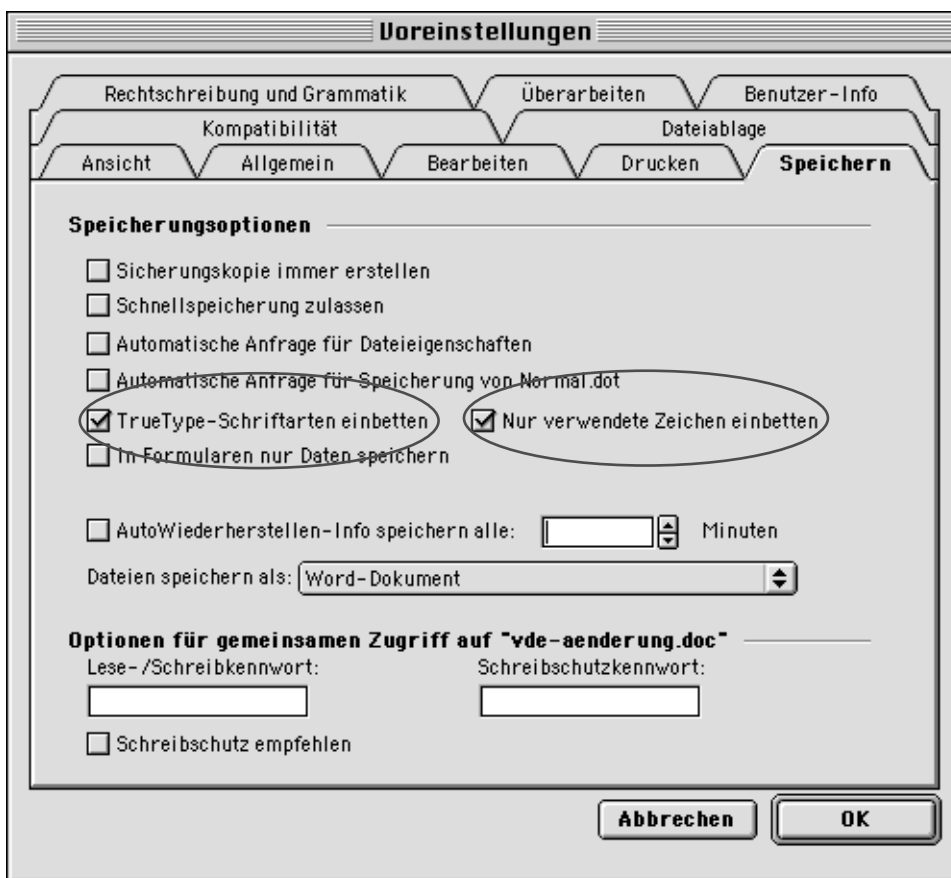 Voreinstellungen
Rechtschreibung und Grammatik Überarbeiten Benutzer-Info
Kompatibilität Dateiablage
Ansicht Allgemein Bearbeiten Drucken Speichern
Speicherungsoptionen
Sicherungskopie immer erstellen
Schnellspeicherung zulassen
Automatische Anfrage für Dateieigenschaften
Automatische Anfrage für Speicherung von Normal.dot
TrueType-Schriftarten einbetten Nur verwendete Zeichen einbetten
In Formularen nur Daten speichern
AutoWiederherstellen-Info speichern alle: Minuten
Dateien speichern als: Word-Dokument
Optionen für gemeinsamen Zugriff auf "vde-aenderung.doc"
Lese-/Schreibkennwort: Schreibschutzkennwort:
Schreibschutz empfehlen
Abbrechen OK